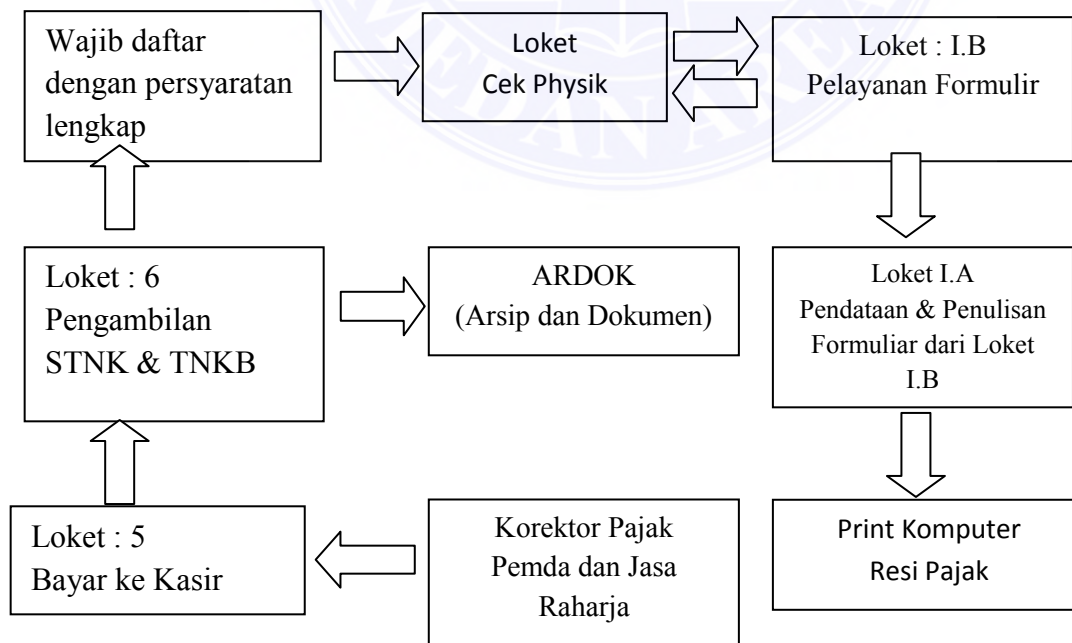 Wajib daftar
dengan persyaratan
lengkap
Loket
Cek Physik
Loket : I.B
Pelayanan Formulir
Loket : 6
Pengambilan
STNK & TNKB
ARDOK
(Arsip dan Dokumen)
Loket I.A
Pendataan & Penulisan
Formuliar dari Loket
I.B
Loket : 5
Bayar ke Kasir
Korektor Pajak
Pemda dan Jasa
Raharja
Print Komputer
Resi Pajak
MEDAN AREA